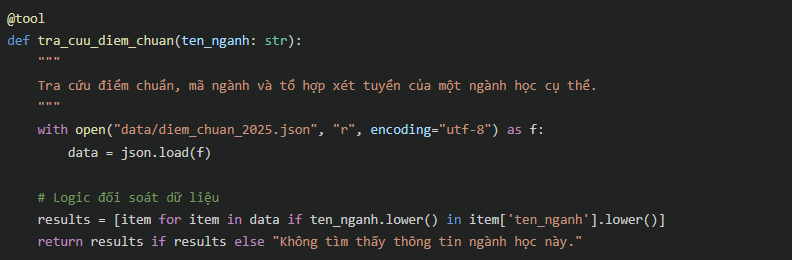 @tool
def tra_cuu_diem_chuan(ten_nganh: str):
    """
    Tra cứu điểm chuẩn, mã ngành và tổ hợp xét tuyển của một ngành học cụ thể.
    """
    with open("data/diem_chuan_2025.json", "r", encoding="utf-8") as f:
        data = json.load(f)

    # Logic đối soát dữ liệu
    results = [item for item in data if ten_nganh.lower() in item['ten_nganh'].lower()]
    return results if results else "Không tìm thấy thông tin ngành học này."